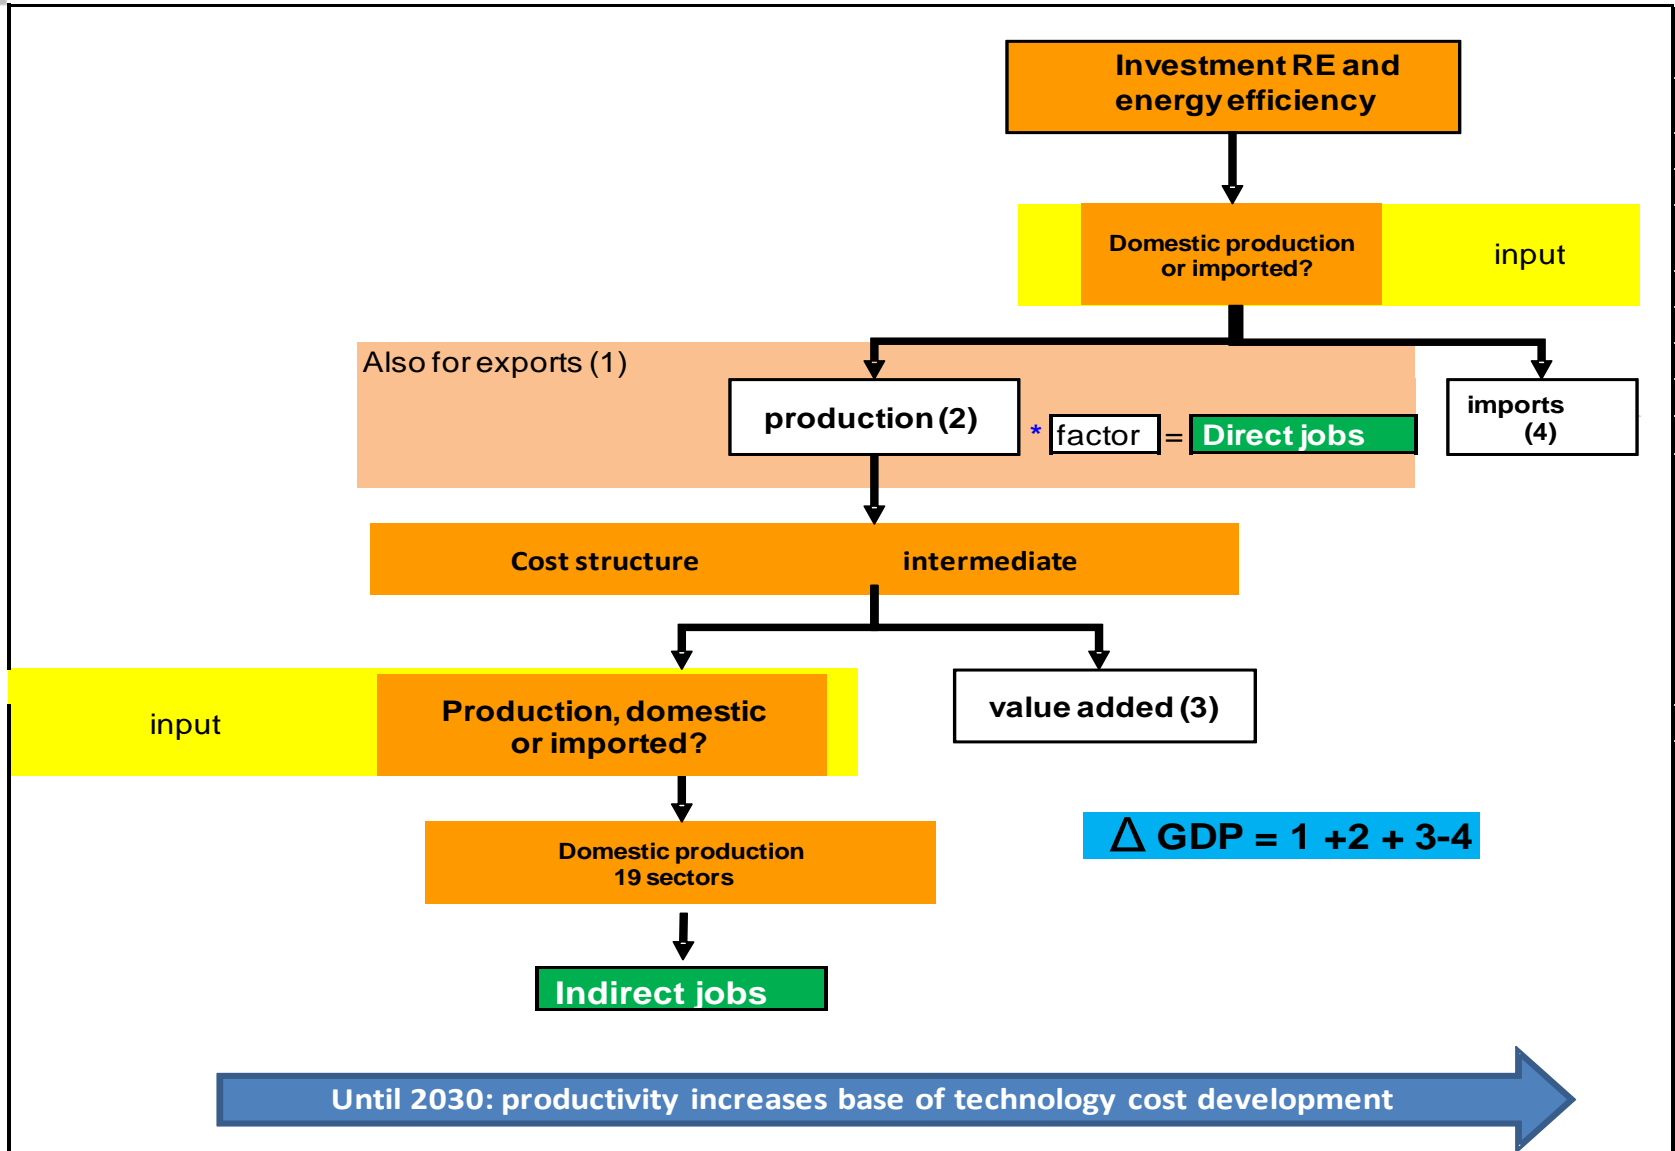 Investment RE and
energy efficiency
Domestic production
or imported?
input
Also for exports (1)
production (2)
* factor = Direct jobs
imports
(4)
Cost structure intermediate
input
Production, domestic
or imported?
value added (3)
Δ GDP = 1 +2 + 3-4
Domestic production
19 sectors
Indirect jobs
Until 2030: productivity increases base of technology cost development